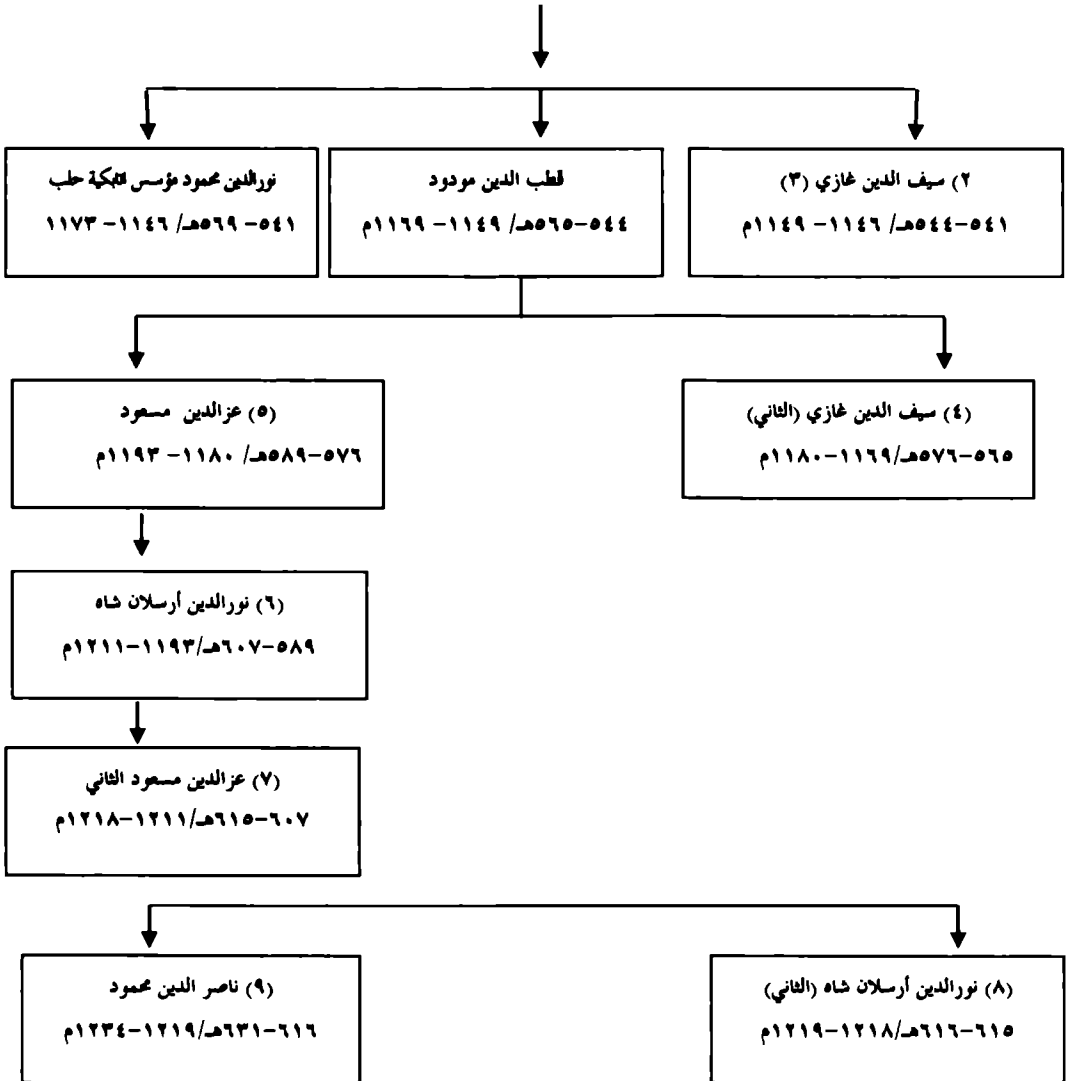 ٢) سيف الدين غازي (٣)
٥٤١-٥٤٤هـ/ ١١٤٦ -١١٤٩م
قطب الدين مودود
٥٤٤-٥٦٥هـ/ ١١٤٩ -١١٦٩م
نورالدين محمود مؤسس اتابكية حلب
٥٤١- ٥٦٩هـ/ ١١٤٦- ١١٧٣
(٤) سيف الدين غازي (الثاني)
٥٦٥-٥٧٦هـ/١١٦٩-١١٨٠م
(٥) عزالدين مسعود
٥٧٦-٥٨٩هـ/ ١١٨٠ -١١٩٣م
(٦) نورالدين أرسلان شاه
٥٨٩-٦٠٧هـ/١١٩٣-١٢١١م
(٧) عزالدين مسعود الثاني
٦٠٧-٦١٥هـ/١٢١١-١٢١٨م
(٨) نورالدين أرسلان شاه (الثاني)
٦١٥-٦١٦هـ/١٢١٨-١٢١٩م
(٩) ناصر الدين محمود
٦١٦-٦٣١هـ/١٢١٩-١٢٣٤م